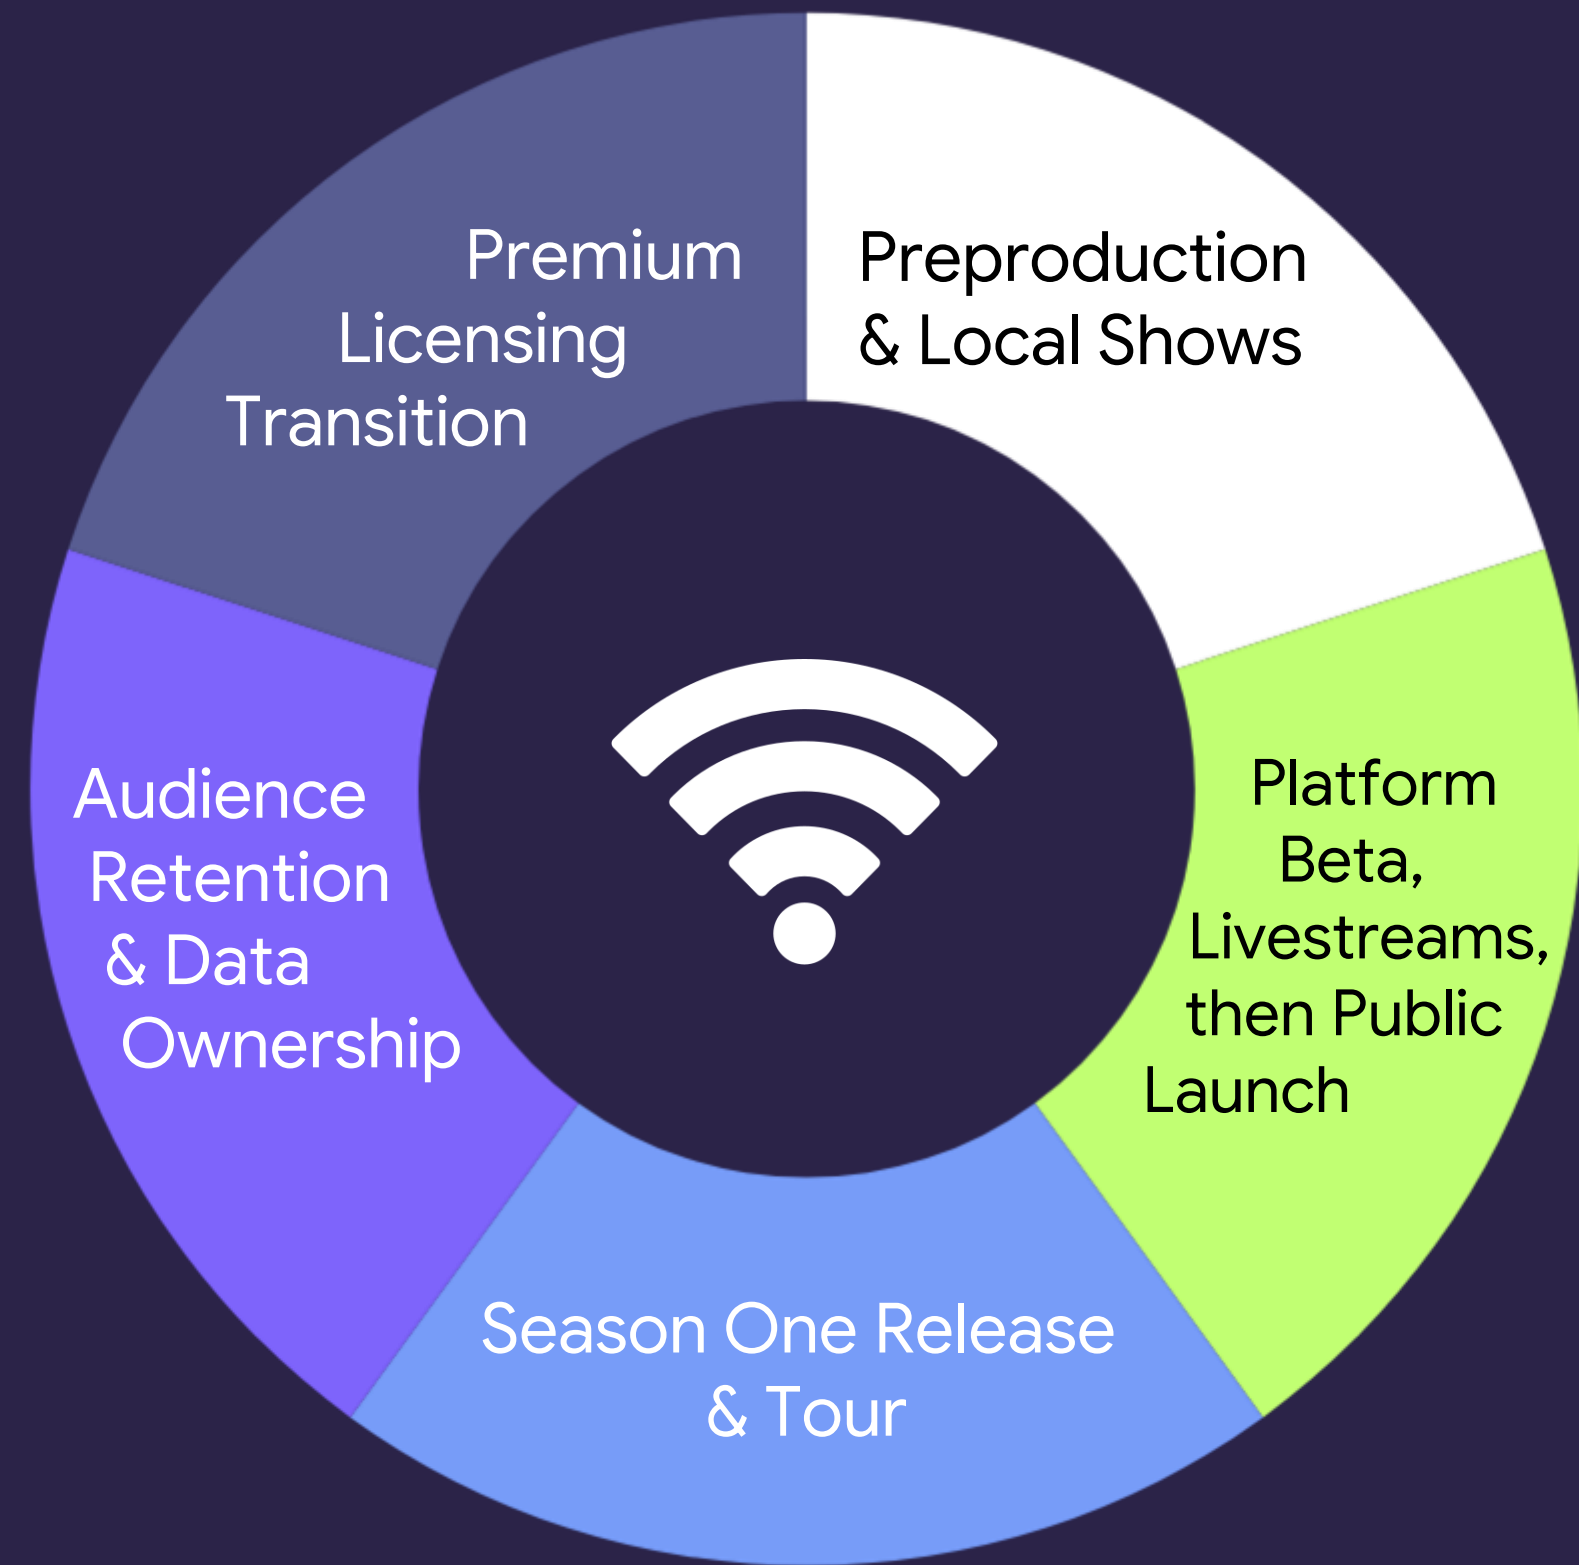 Preproduction
& Local Shows
Platform
Beta,
Livestreams,
then Public
Launch
Season One Release
& Tour
Audience
Retention
& Data
Ownership
Premium
Licensing
Transition